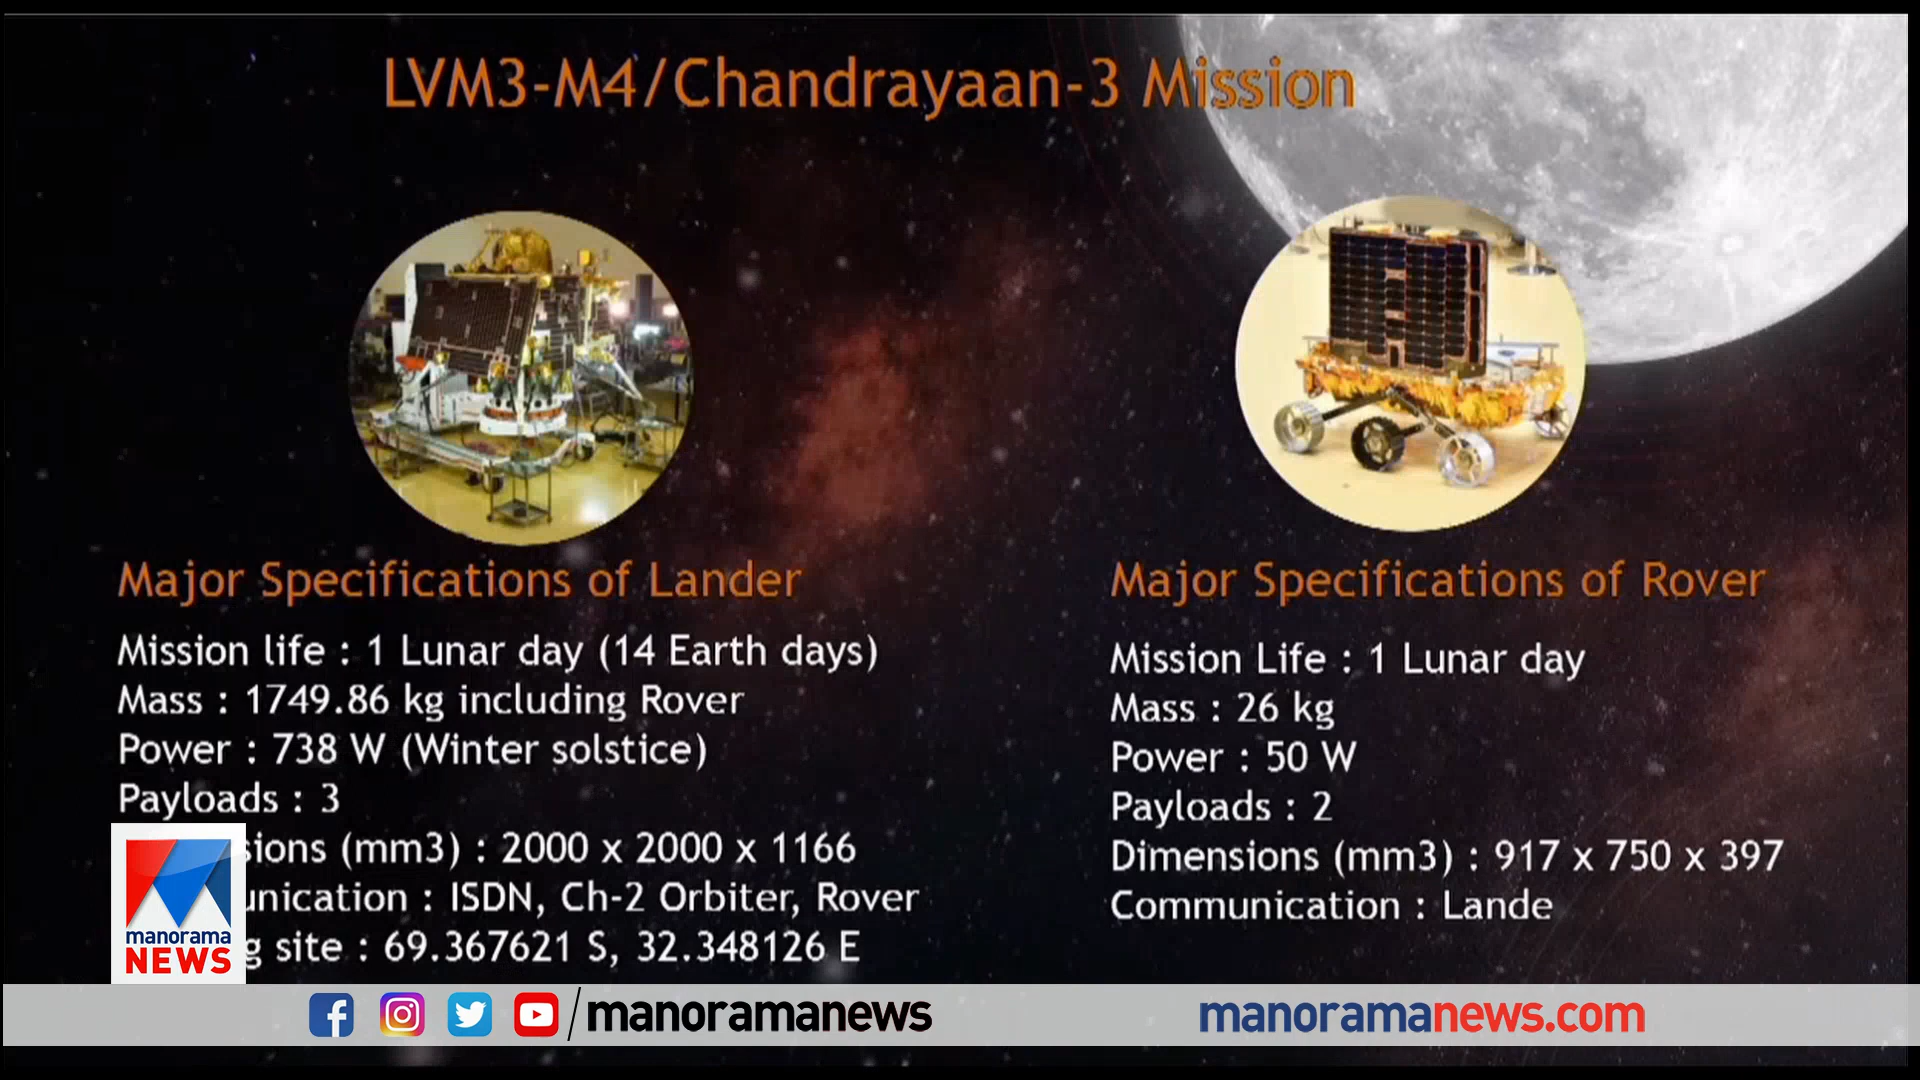 LVM3-M4/Chandrayaan-3 Mission
Major Specifications of Lander
Mission life : 1 Lunar day (14 Earth days)
Mass : 1749.86 kg including Rover
Power : 738 W (Winter solstice)
Payloads : 3
sions (mm3) : 2000 x 2000 x 1166
unication : ISDN, Ch-2 Orbiter, Rover
g site : 69.367621 S, 32.348126 E
Major Specifications of Rover
Mission Life : 1 Lunar day
Mass : 26 kg
Power : 50 W
Payloads : 2
Dimensions (mm3) : 917 x 750 x 397
Communication : Lande
manorama
NEWS
/manoramanews
manoramanews.com